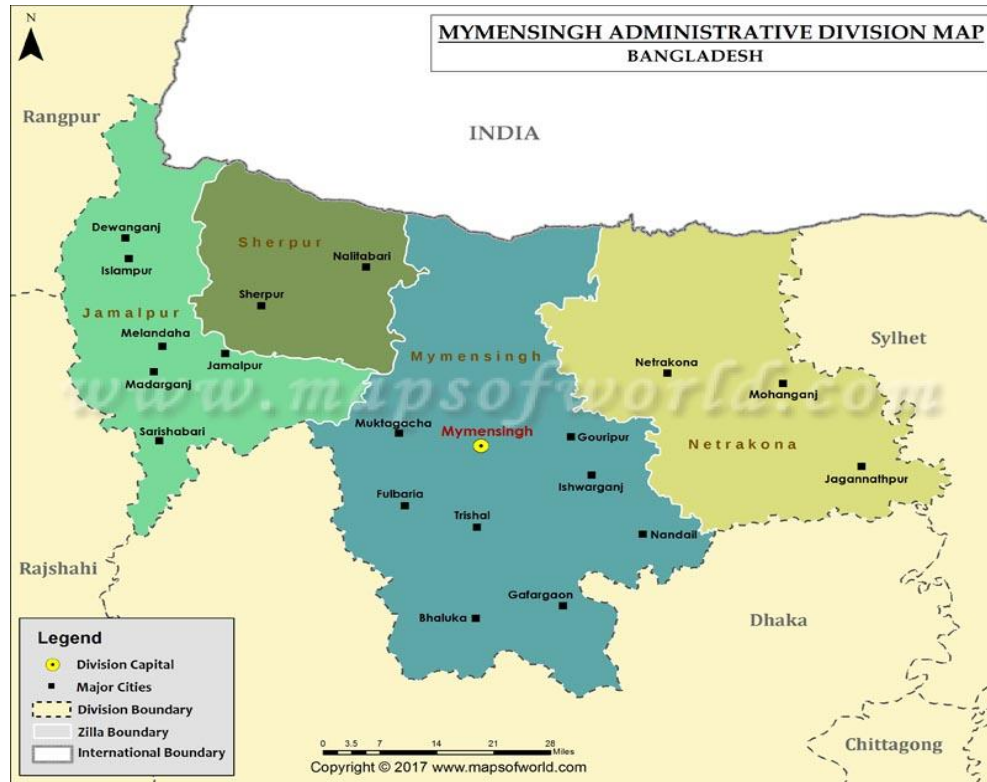 N
MYMENSINGH ADMINISTRATIVE DIVISION MAP
BANGLADESH
Rangpur
INDIA
Dewanganj
Islampur
Sherpur
Nalitabari
Sherpur
Jamalpur
Melandaha
Jamalpur
Madarganj
Mymensingh
Netrakona
Mohanganj
Sylhet
www.mapsofworld.com
Sarishabari
Muktagacha
Mymensingh
Gouripur
Netrakona
Ishwarganj
Jagannathpur
Fulbaria
Trishal
Nandail
Rajshahi
Gafargaon
Bhaluka
Dhaka
Legend
Division Capital
Major Cities
Division Boundary
Zilla Boundary
International Boundary
0 3.5 7 14 21 28
Miles
Copyright © 2017 www.mapsofworld.com
Chittagong